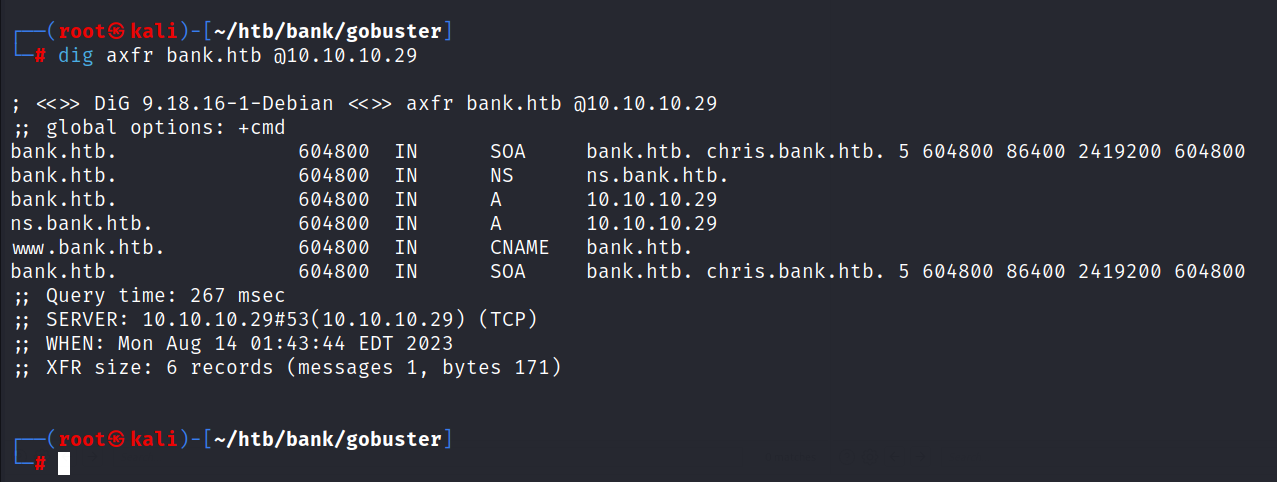 ┌──(root㉿kali)-[~/htb/bank/gobuster]
└─# dig axfr bank.htb @10.10.10.29
; <<>> DiG 9.18.16-1-Debian <<>> axfr bank.htb @10.10.10.29
;; global options: +cmd
bank.htb. 604800 IN SOA bank.htb. chris.bank.htb. 5 604800 86400 2419200 604800
bank.htb. 604800 IN NS ns.bank.htb.
bank.htb. 604800 IN A 10.10.10.29
ns.bank.htb. 604800 IN A 10.10.10.29
www.bank.htb. 604800 IN CNAME bank.htb.
bank.htb. 604800 IN SOA bank.htb. chris.bank.htb. 5 604800 86400 2419200 604800
;; Query time: 267 msec
;; SERVER: 10.10.10.29#53(10.10.10.29) (TCP)
;; WHEN: Mon Aug 14 01:43:44 EDT 2023
;; XFR size: 6 records (messages 1, bytes 171)
┌──(root㉿kali)-[~/htb/bank/gobuster]
└─#